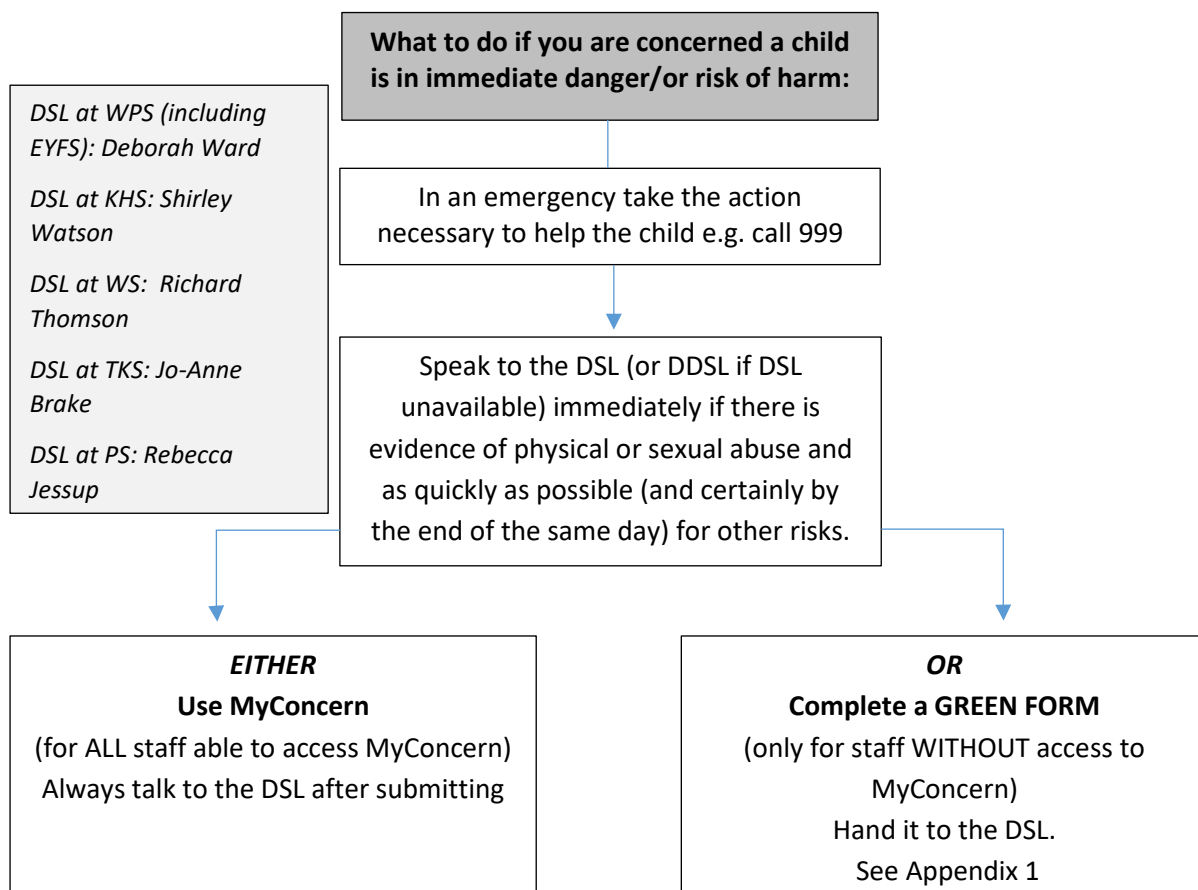 What to do if you are concerned a child
is in immediate danger/or risk of harm:
DSL at WPS (including
EYFS): Deborah Ward
DSL at KHS: Shirley
Watson
DSL at WS:  Richard
Thomson
DSL at TKS: Jo-Anne
Brake
DSL at PS: Rebecca
Jessup
In an emergency take the action
necessary to help the child e.g. call 999
Speak to the DSL (or DDSL if DSL
unavailable) immediately if there is
evidence of physical or sexual abuse and
as quickly as possible (and certainly by
the end of the same day) for other risks.
EITHER
Use MyConcern
(for ALL staff able to access MyConcern)
Always talk to the DSL after submitting
OR
Complete a GREEN FORM
(only for staff WITHOUT access to
MyConcern)
Hand it to the DSL.
See Appendix 1